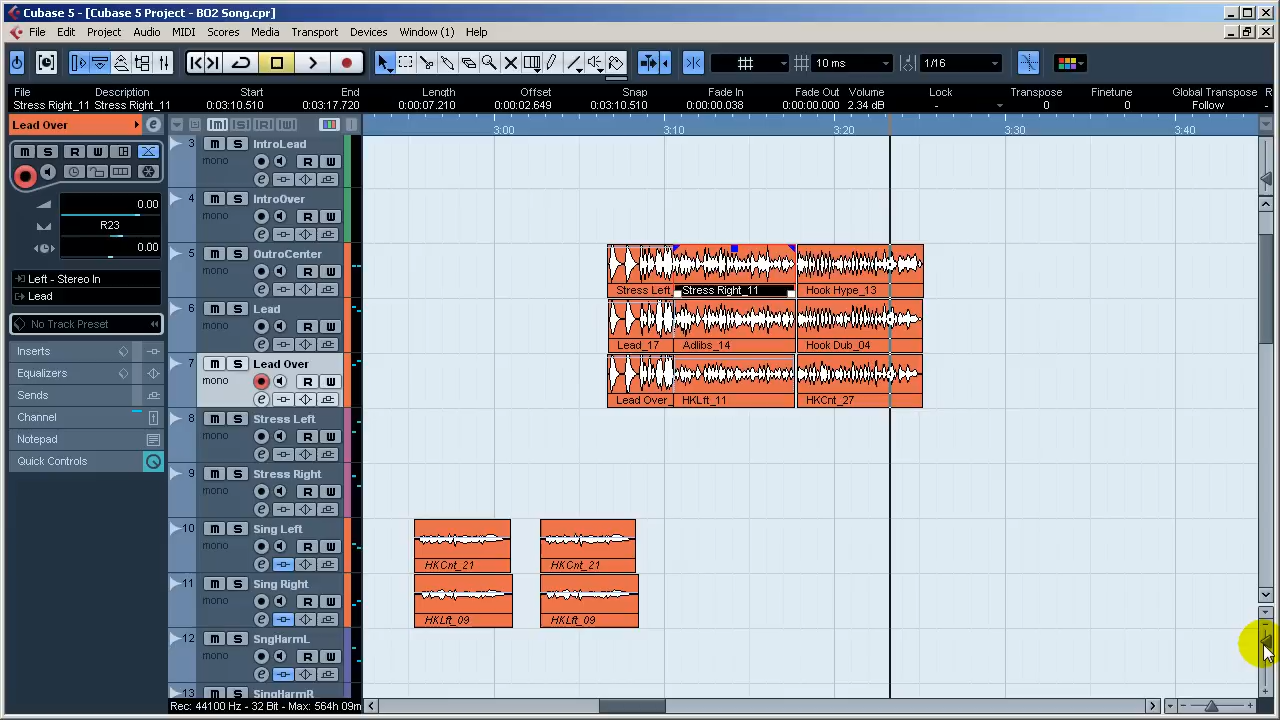 Cubase 5 - [Cubase 5 Project - BO2 Song.cpr]
File Edit Project Audio MIDI Scores Media Transport Devices Window (1) Help
10 ms 1/16
File Description Start End Length Offset Snap Fade In Fade Out Volume Lock Transpose Finetune Global Transpose R
Stress Right_11 Stress Right_11 0:03:10.510 0:03:17.720 0:00:07.210 0:00:02.649 0:03:10.510 0:00:00.038 0:00:00.000 2.34 dB - 0 0 Follow -
Lead Over e
M S R W
0.00
R23
0.00
Left - Stereo In
Lead
No Track Preset
Inserts
Equalizers
Sends
Channel
Notepad
Quick Controls
[m] [S] [R] [W]
3:00 3:10 3:20 3:30 3:40
3 m S IntroLead
mono R W
e
4 m S IntroOver
mono R W
e
5 m S OutroCenter
mono R W
e
Stress Left Stress Right_11 Hook Hype_13
6 m S Lead
mono R W
e
Lead_17 Adlibs_14 Hook Dub_04
7 m S Lead Over
mono R W
e
Lead Over_ HKLft_11 HKCnt_27
8 m S Stress Left
mono R W
e
9 m S Stress Right
mono R W
e
10 m S Sing Left
mono R W
e
HKCnt_21 HKCnt_21
11 m S Sing Right
mono R W
e
HKLft_09 HKLft_09
12 m S SngHarmL
mono R W
e
13 m S SingHarmR
Rec: 44100 Hz - 32 Bit - Max: 564h 09m